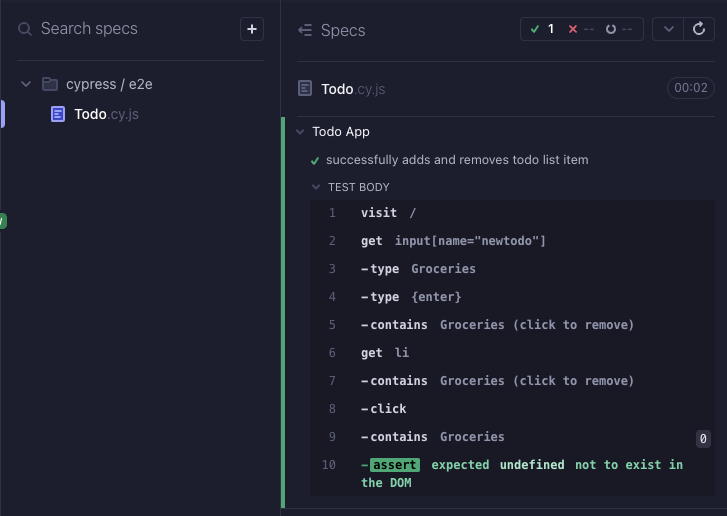 Search specs
+
cypress / e2e
Todo.cy.js
Specs
1 -- --
Todo.cy.js
00:02
Todo App
successfully adds and removes todo list item
TEST BODY
1 visit /
2 get input[name="newtodo"]
3 -type Groceries
4 -type {enter}
5 -contains Groceries (click to remove)
6 get li
7 -contains Groceries (click to remove)
8 -click
9 -contains Groceries 0
10 -assert expected undefined not to exist in
the DOM